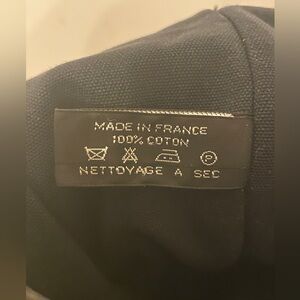 MADE IN FRANCE
100% COTON
P
NETTOYAGE A SEC